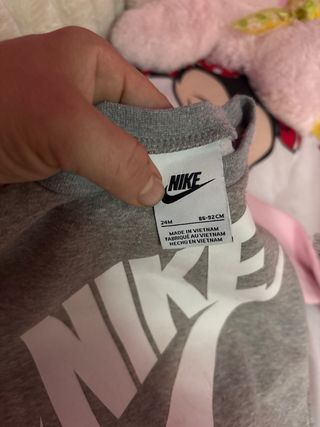 NIKE
24M 86-92CM
MADE IN VIETNAM
FABRIQUÉ AU VIETNAM
HECHO EN VIETNAM
NIKE